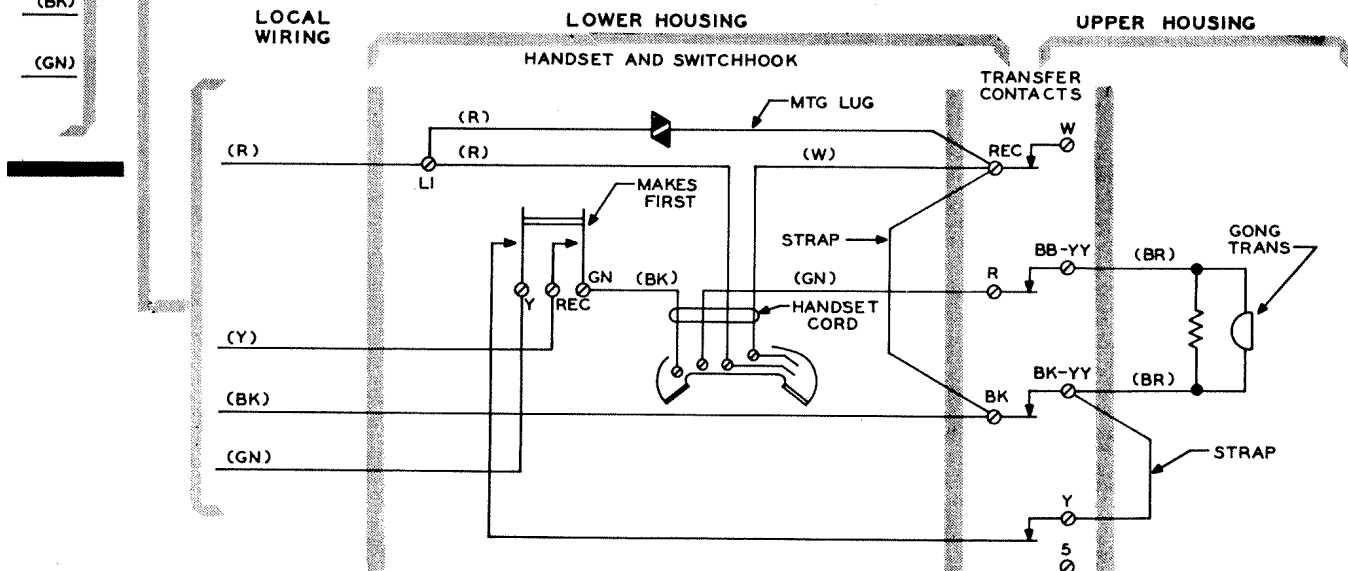 (BK)
(GN)
LOCAL
WIRING
LOWER HOUSING
HANDSET AND SWITCHHOOK
UPPER HOUSING
TRANSFER
CONTACTS
(R)
MTG LUG
W
(R)
(R)
(W)
REC
L1
MAKES
FIRST
STRAP
GONG
TRANS
BB-YY
(BR)
GN
(BK)
(GN)
R
Y
REC
HANDSET
CORD
(Y)
BK-YY
(BR)
(BK)
BK
(GN)
STRAP
Y
5